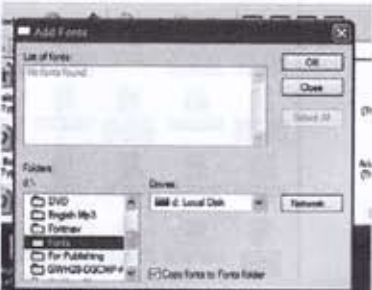 Add Fonts
List of fonts:
No fonts found.
OK
Close
Select All
Folders:
d:\
Drives:
DVD
English Mp3
Fontnav
Fonts
For Publishing
d: Local Disk
Network...
Copy fonts to Fonts folder